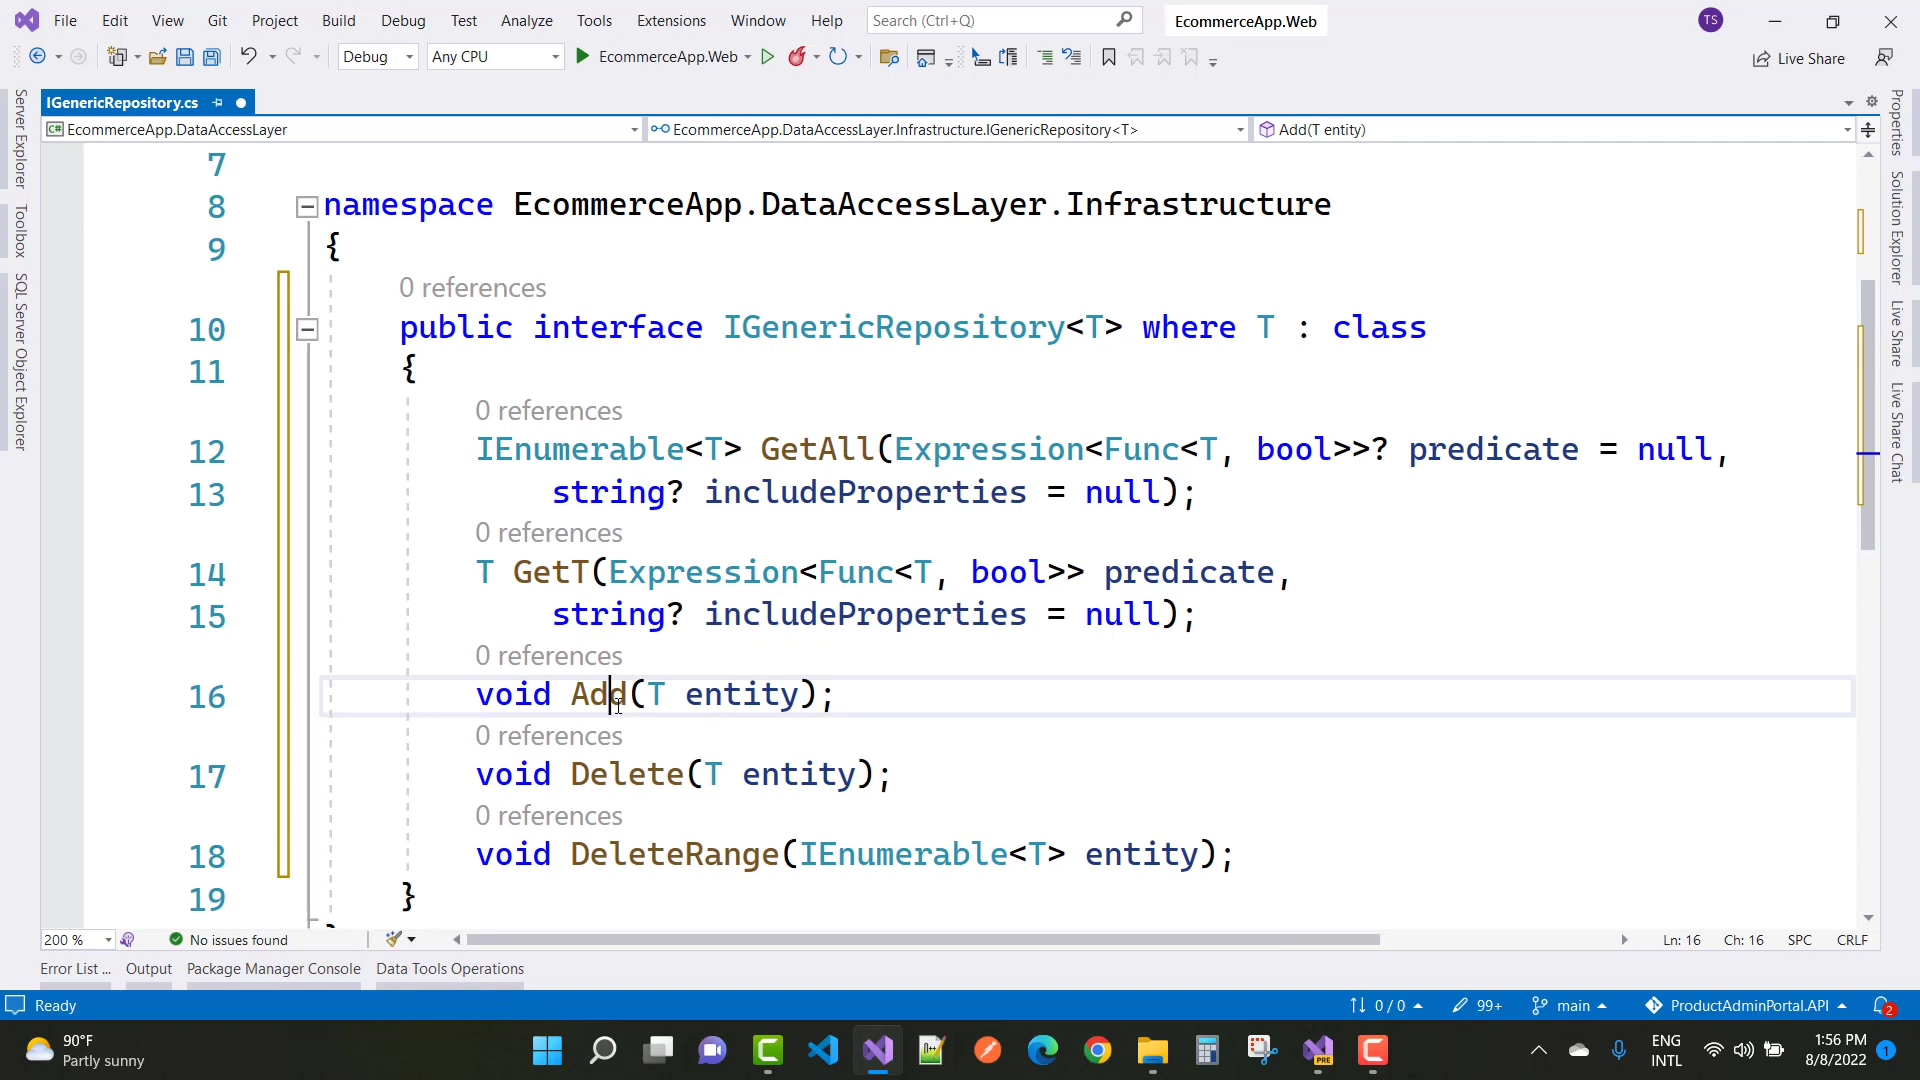 File Edit View Git Project Build Debug Test Analyze Tools Extensions Window Help Search (Ctrl+Q) EcommerceApp.Web TS
Debug Any CPU EcommerceApp.Web Live Share
IGenericRepository.cs
EcommerceApp.DataAccessLayer EcommerceApp.DataAccessLayer.Infrastructure.IGenericRepository<T> Add(T entity)
Server Explorer
Toolbox
SQL Server Object Explorer
7
8 namespace EcommerceApp.DataAccessLayer.Infrastructure
9 {
0 references
10 public interface IGenericRepository<T> where T : class
11 {
0 references
12 IEnumerable<T> GetAll(Expression<Func<T, bool>>? predicate = null,
13 string? includeProperties = null);
0 references
14 T GetT(Expression<Func<T, bool>> predicate,
15 string? includeProperties = null);
0 references
16 void Add(T entity);
0 references
17 void Delete(T entity);
0 references
18 void DeleteRange(IEnumerable<T> entity);
19 }
Properties
Solution Explorer
Live Share
Live Share Chat
200 % No issues found Ln: 16 Ch: 16 SPC CRLF
Error List ... Output Package Manager Console Data Tools Operations
Ready 0 / 0 99+ main ProductAdminPortal.API 2
90°F
Partly sunny
PRE
ENG
INTL
1:56 PM
8/8/2022
1